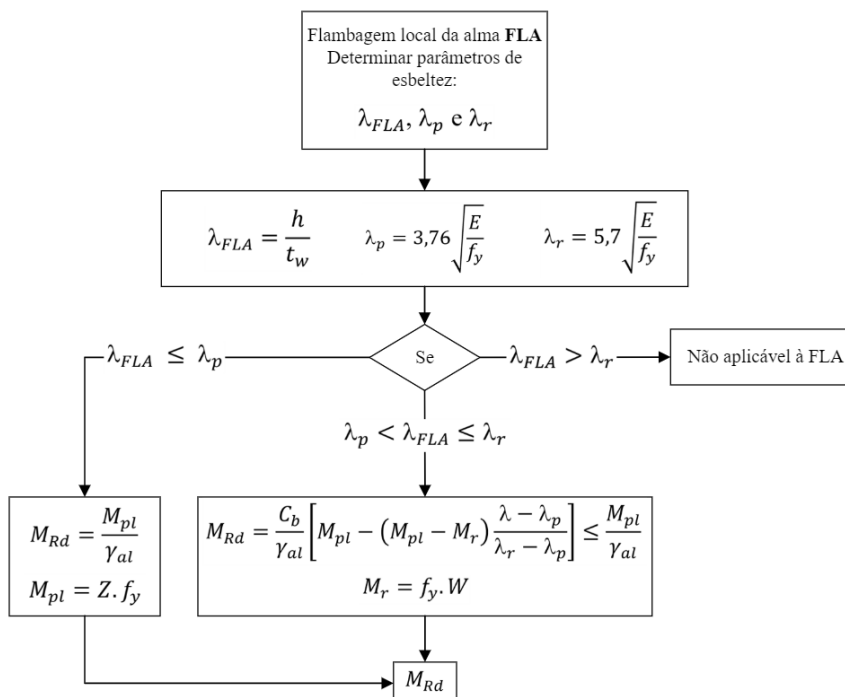 Flambagem local da alma FLA
Determinar parâmetros de
esbeltez:
λ_FLA, λ_p e λ_r
λ_FLA = h/t_w    λ_p = 3,76√(E/f_y)    λ_r = 5,7√(E/f_y)
λ_FLA ≤ λ_p
Se
λ_FLA > λ_r
Não aplicável à FLA
λ_p < λ_FLA ≤ λ_r
M_Rd = M_pl/γ_al
M_pl = Z.f_y
M_Rd = C_b/γ_al [M_pl − (M_pl − M_r) (λ − λ_p)/(λ_r − λ_p)] ≤ M_pl/γ_al
M_r = f_y.W
M_Rd